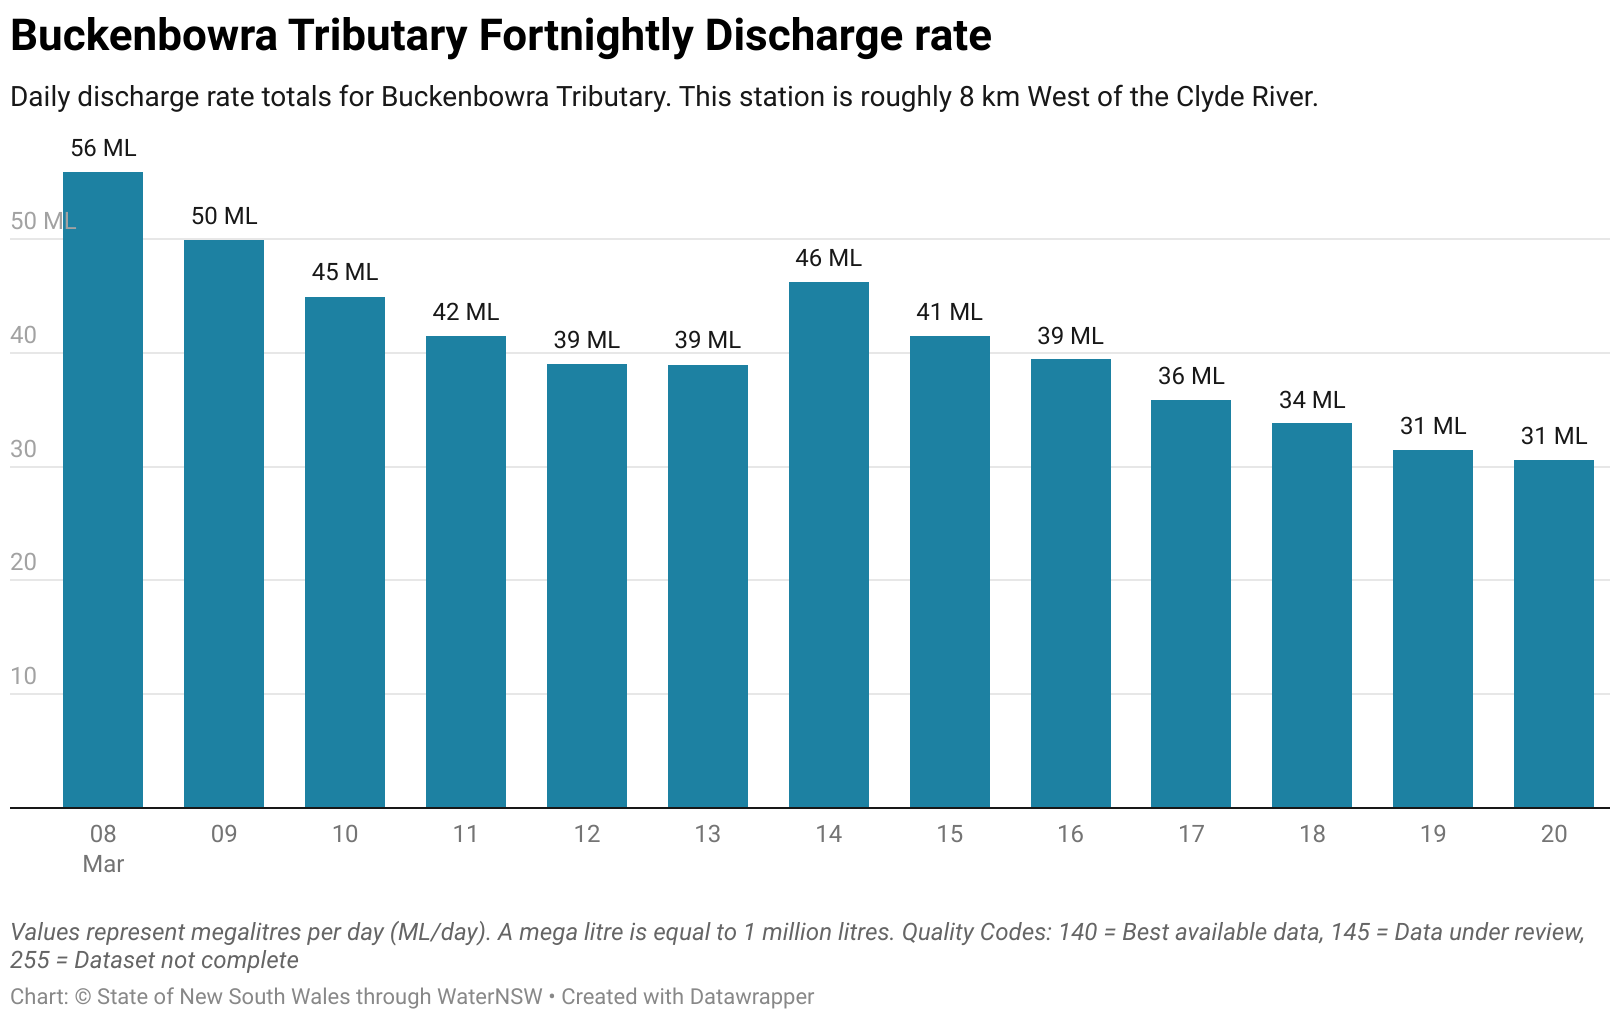 Buckenbowra Tributary Fortnightly Discharge rate
Daily discharge rate totals for Buckenbowra Tributary. This station is roughly 8 km West of the Clyde River.
56 ML
50 ML
50 ML
45 ML
42 ML
39 ML
39 ML
46 ML
41 ML
39 ML
36 ML
34 ML
31 ML
31 ML
40
30
20
10
08 09 10 11 12 13 14 15 16 17 18 19 20
Mar
Values represent megalitres per day (ML/day). A mega litre is equal to 1 million litres. Quality Codes: 140 = Best available data, 145 = Data under review,
255 = Dataset not complete
Chart: © State of New South Wales through WaterNSW • Created with Datawrapper